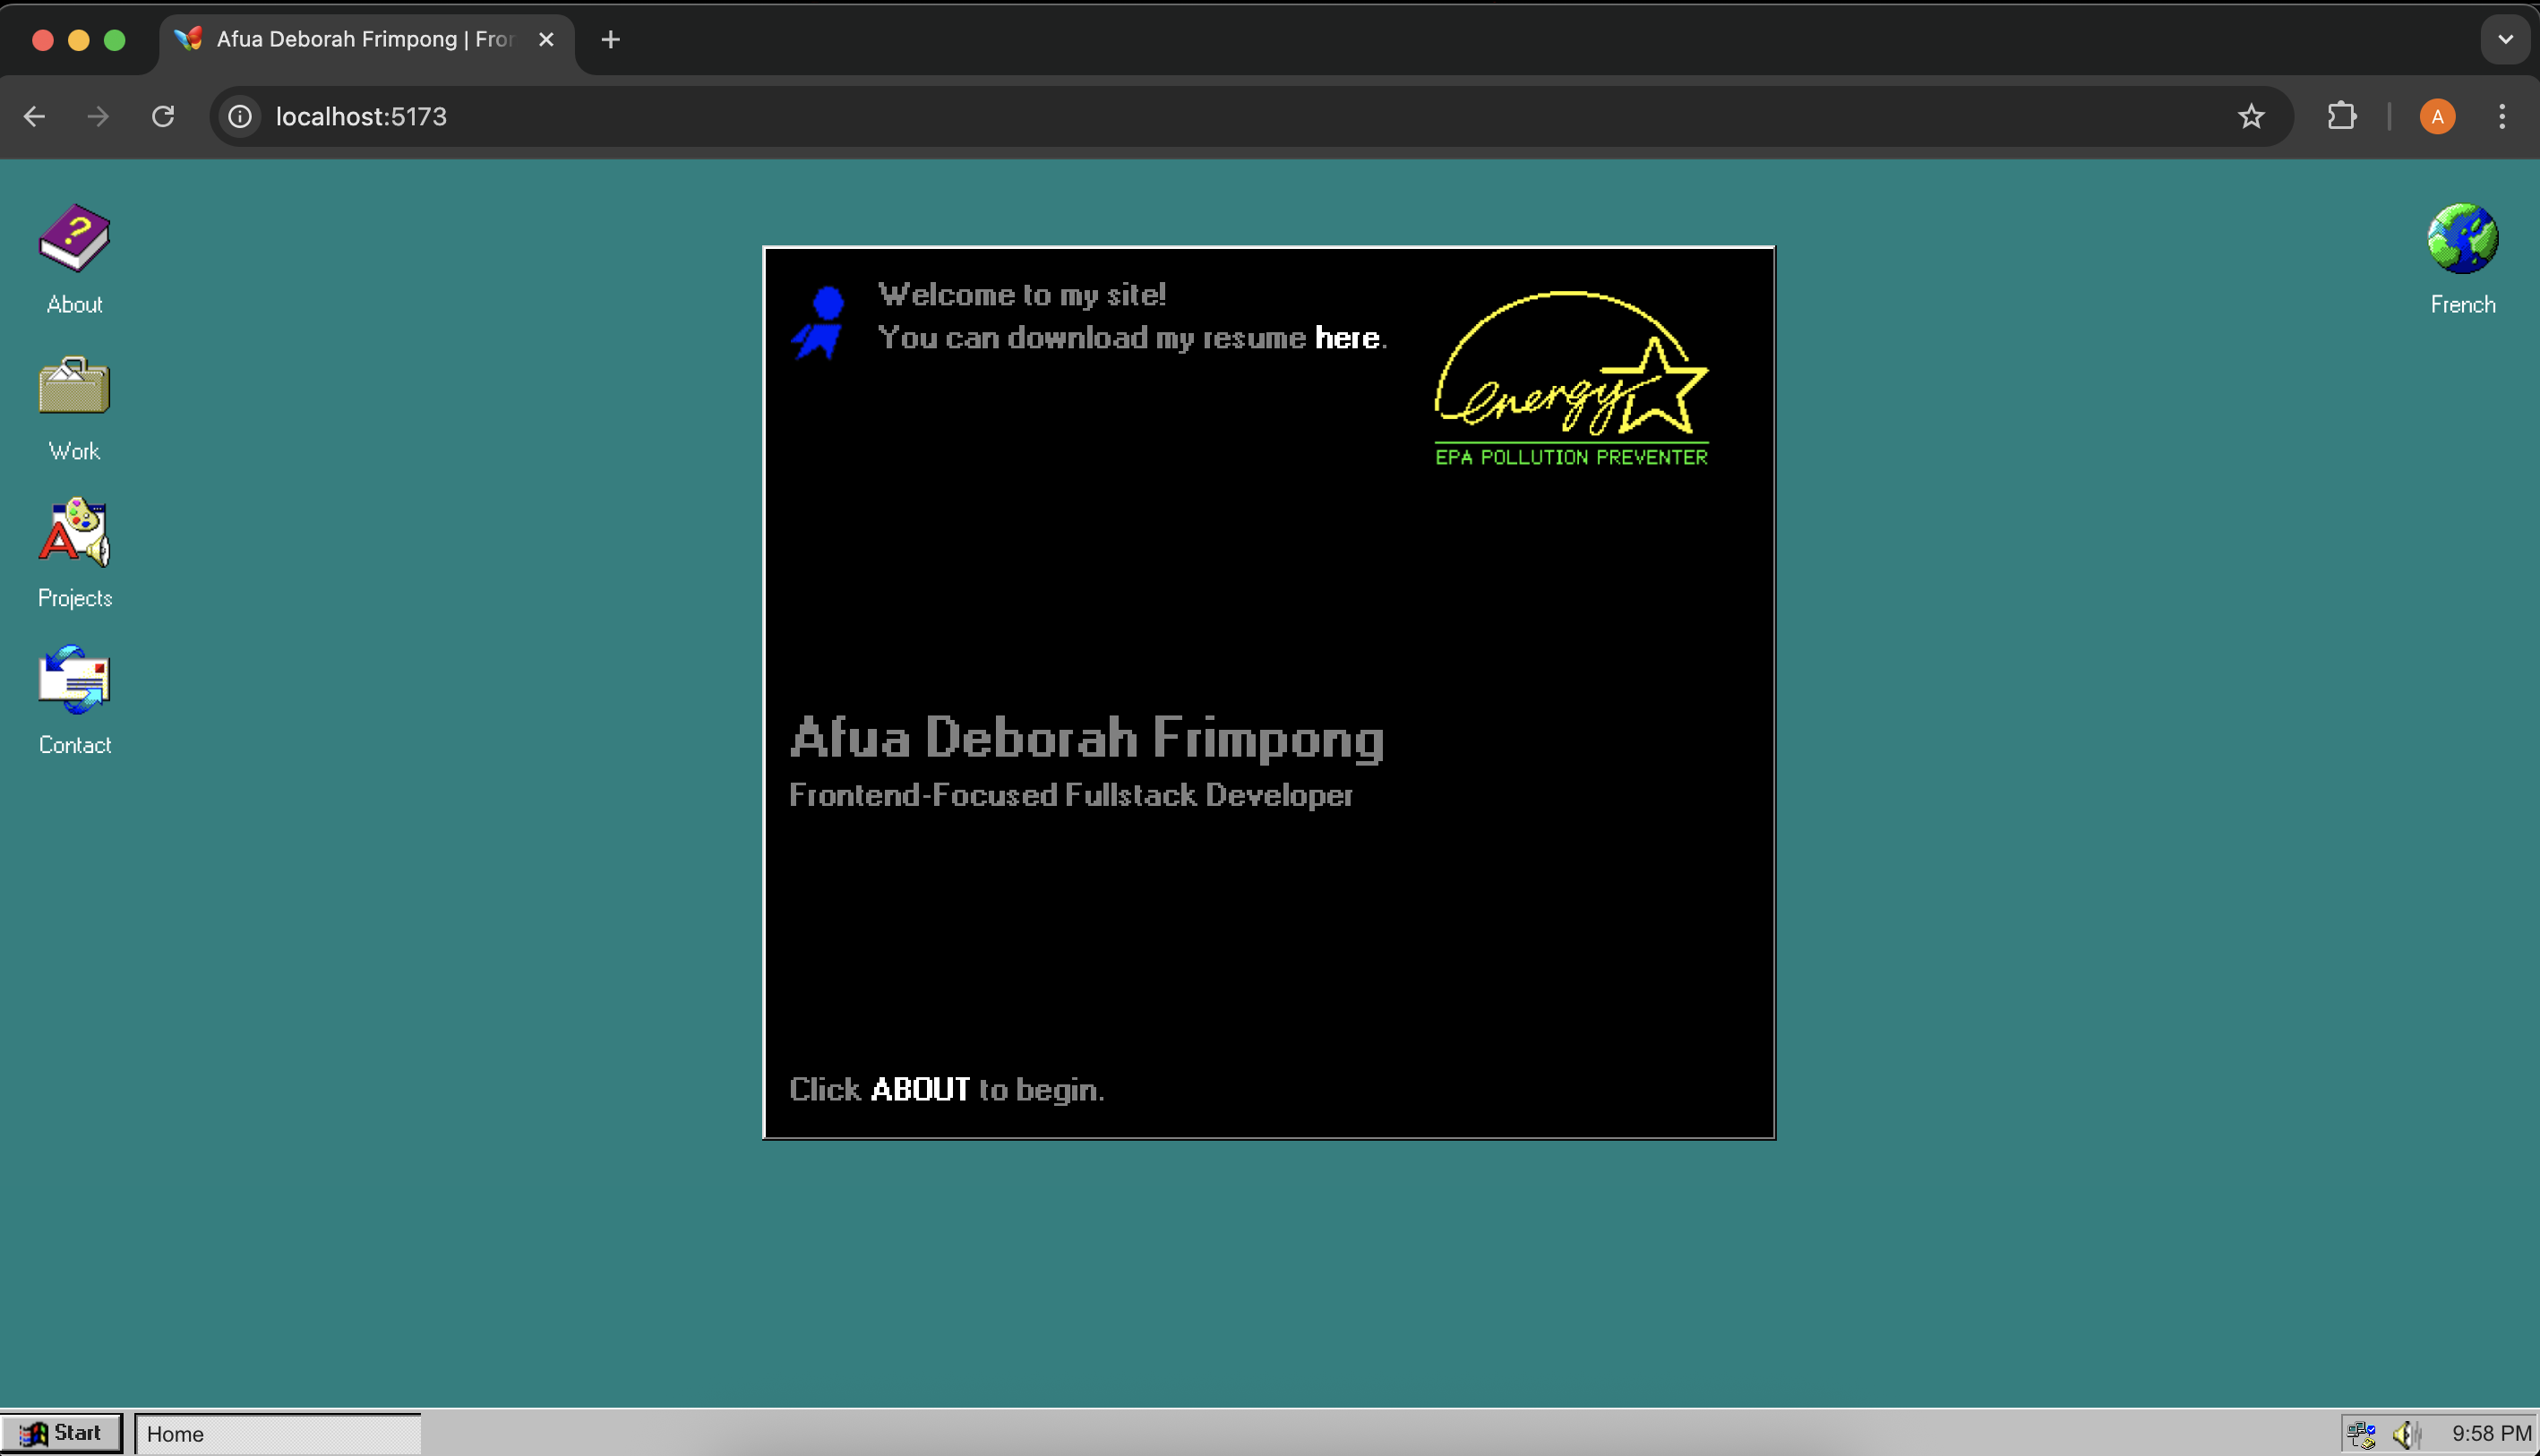 Afua Deborah Frimpong | Fron
localhost:5173
About
Work
Projects
Contact
French
Welcome to my site!
You can download my resume here.
energy
EPA POLLUTION PREVENTER
Afua Deborah Frimpong
Frontend-Focused Fullstack Developer
Click ABOUT to begin.
Start
Home
9:58 PM
A